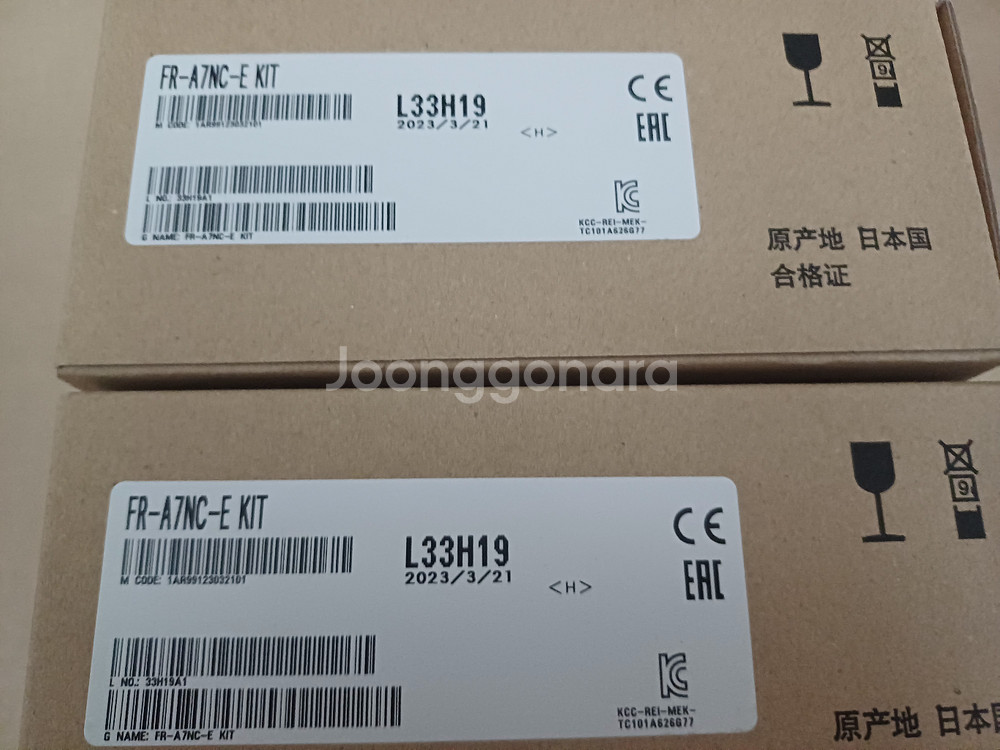 FR-A7NC-E KIT
M CODE: 1AR99123032101
L33H19
2023/3/21
<H>
CE
EAC
L NO. 33H19A1
G NAME: FR-A7NC-E KIT
KCC-REI-MEK-
TC101A626G77
9
原产地 日本国
合格证
Joonggonara
FR-A7NC-E KIT
M CODE: 1AR99123032101
L33H19
2023/3/21
<H>
CE
EAC
L NO.: 33H19A1
G NAME: FR-A7NC-E KIT
KCC-REI-MEK-
TC101A626G77
9
原产地 日本